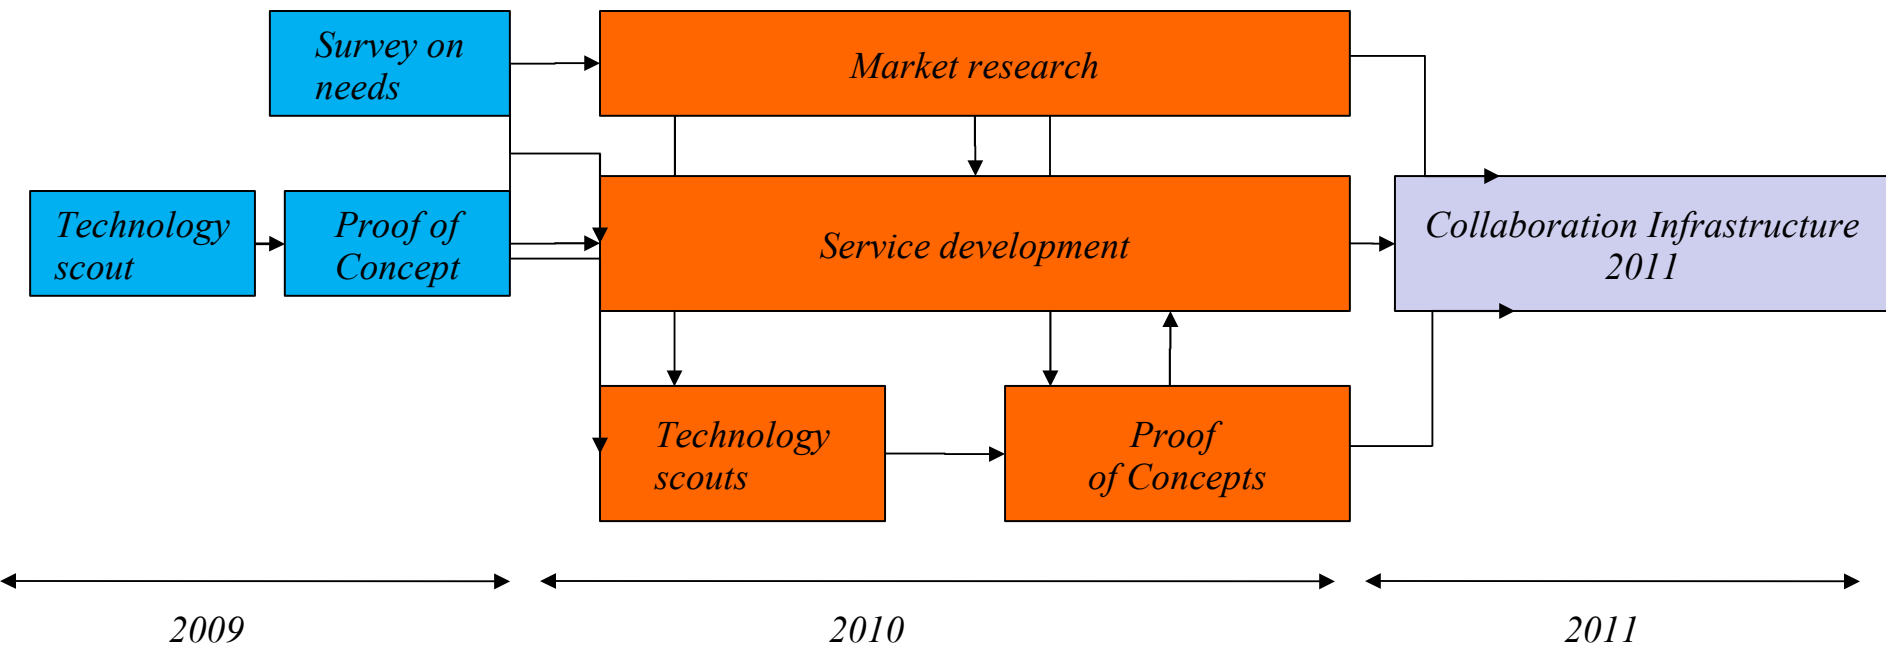 Survey on
needs
Market research
Technology
scout
Proof of
Concept
Service development
Collaboration Infrastructure
2011
Technology
scouts
Proof
of Concepts
2009
2010
2011